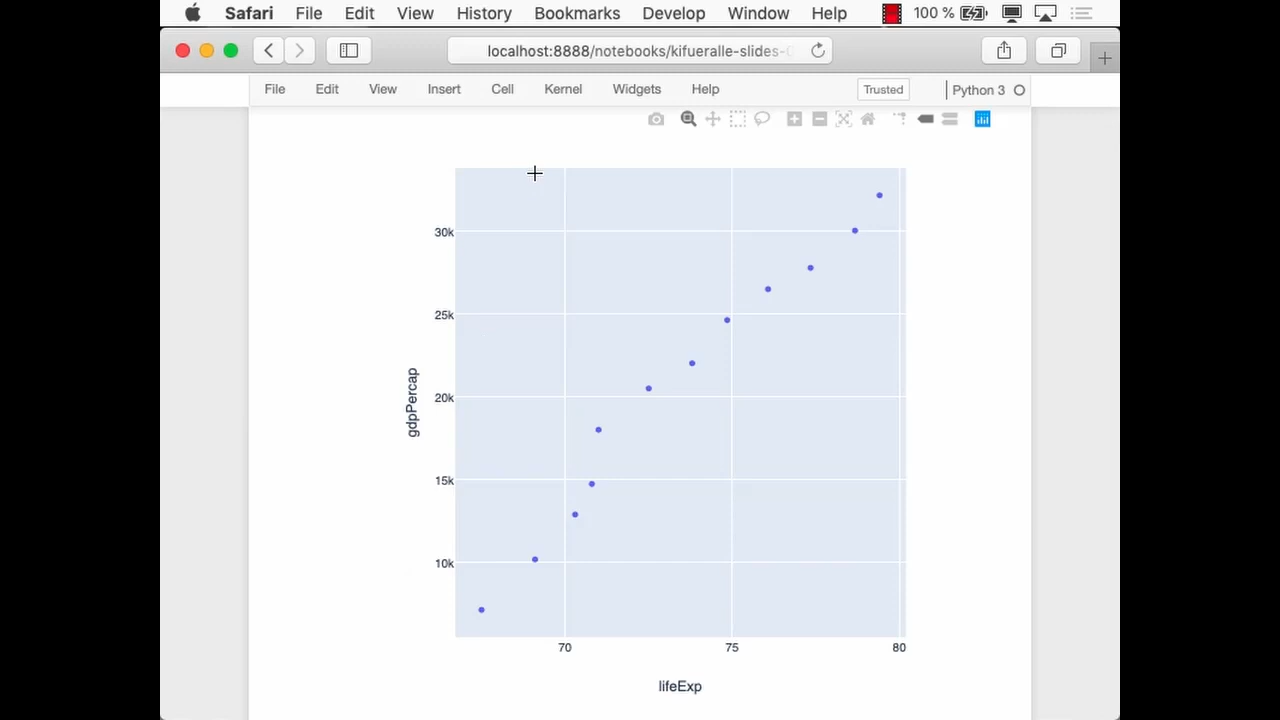 Safari File Edit View History Bookmarks Develop Window Help 100 %
localhost:8888/notebooks/kifueralle-slides-
File Edit View Insert Cell Kernel Widgets Help Trusted Python 3
30k
25k
20k
15k
10k
gdpPercap
70 75 80
lifeExp